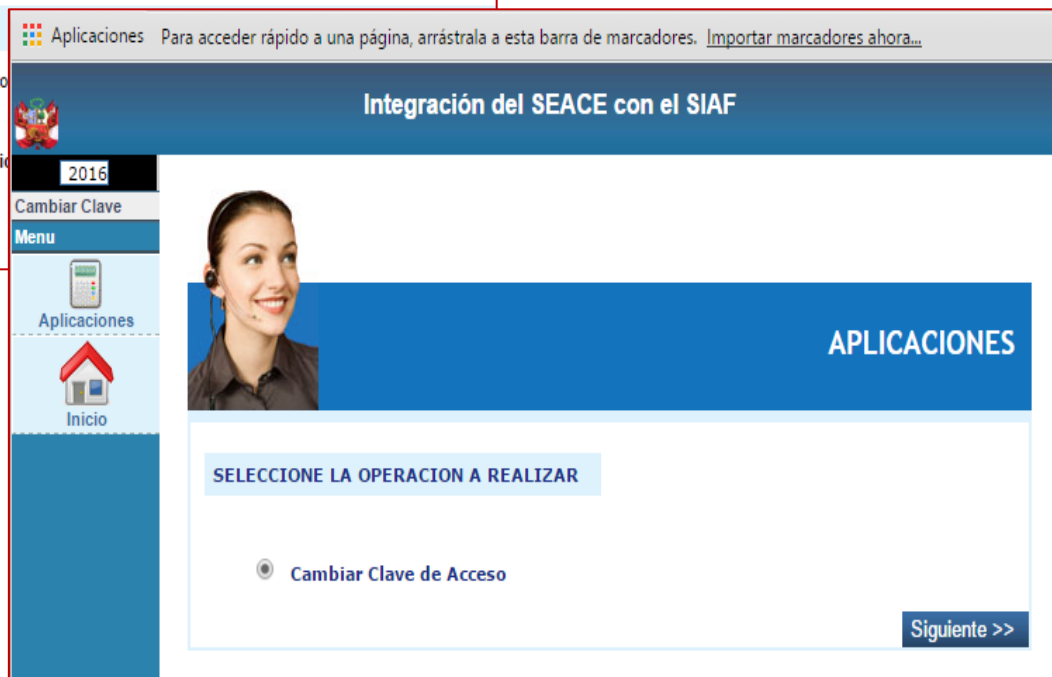 Aplicaciones Para acceder rápido a una página, arrástrala a esta barra de marcadores. Importar marcadores ahora...
Integración del SEACE con el SIAF
2016
Cambiar Clave
Menu
Aplicaciones
Inicio
APLICACIONES
SELECCIONE LA OPERACION A REALIZAR
Cambiar Clave de Acceso
Siguiente >>